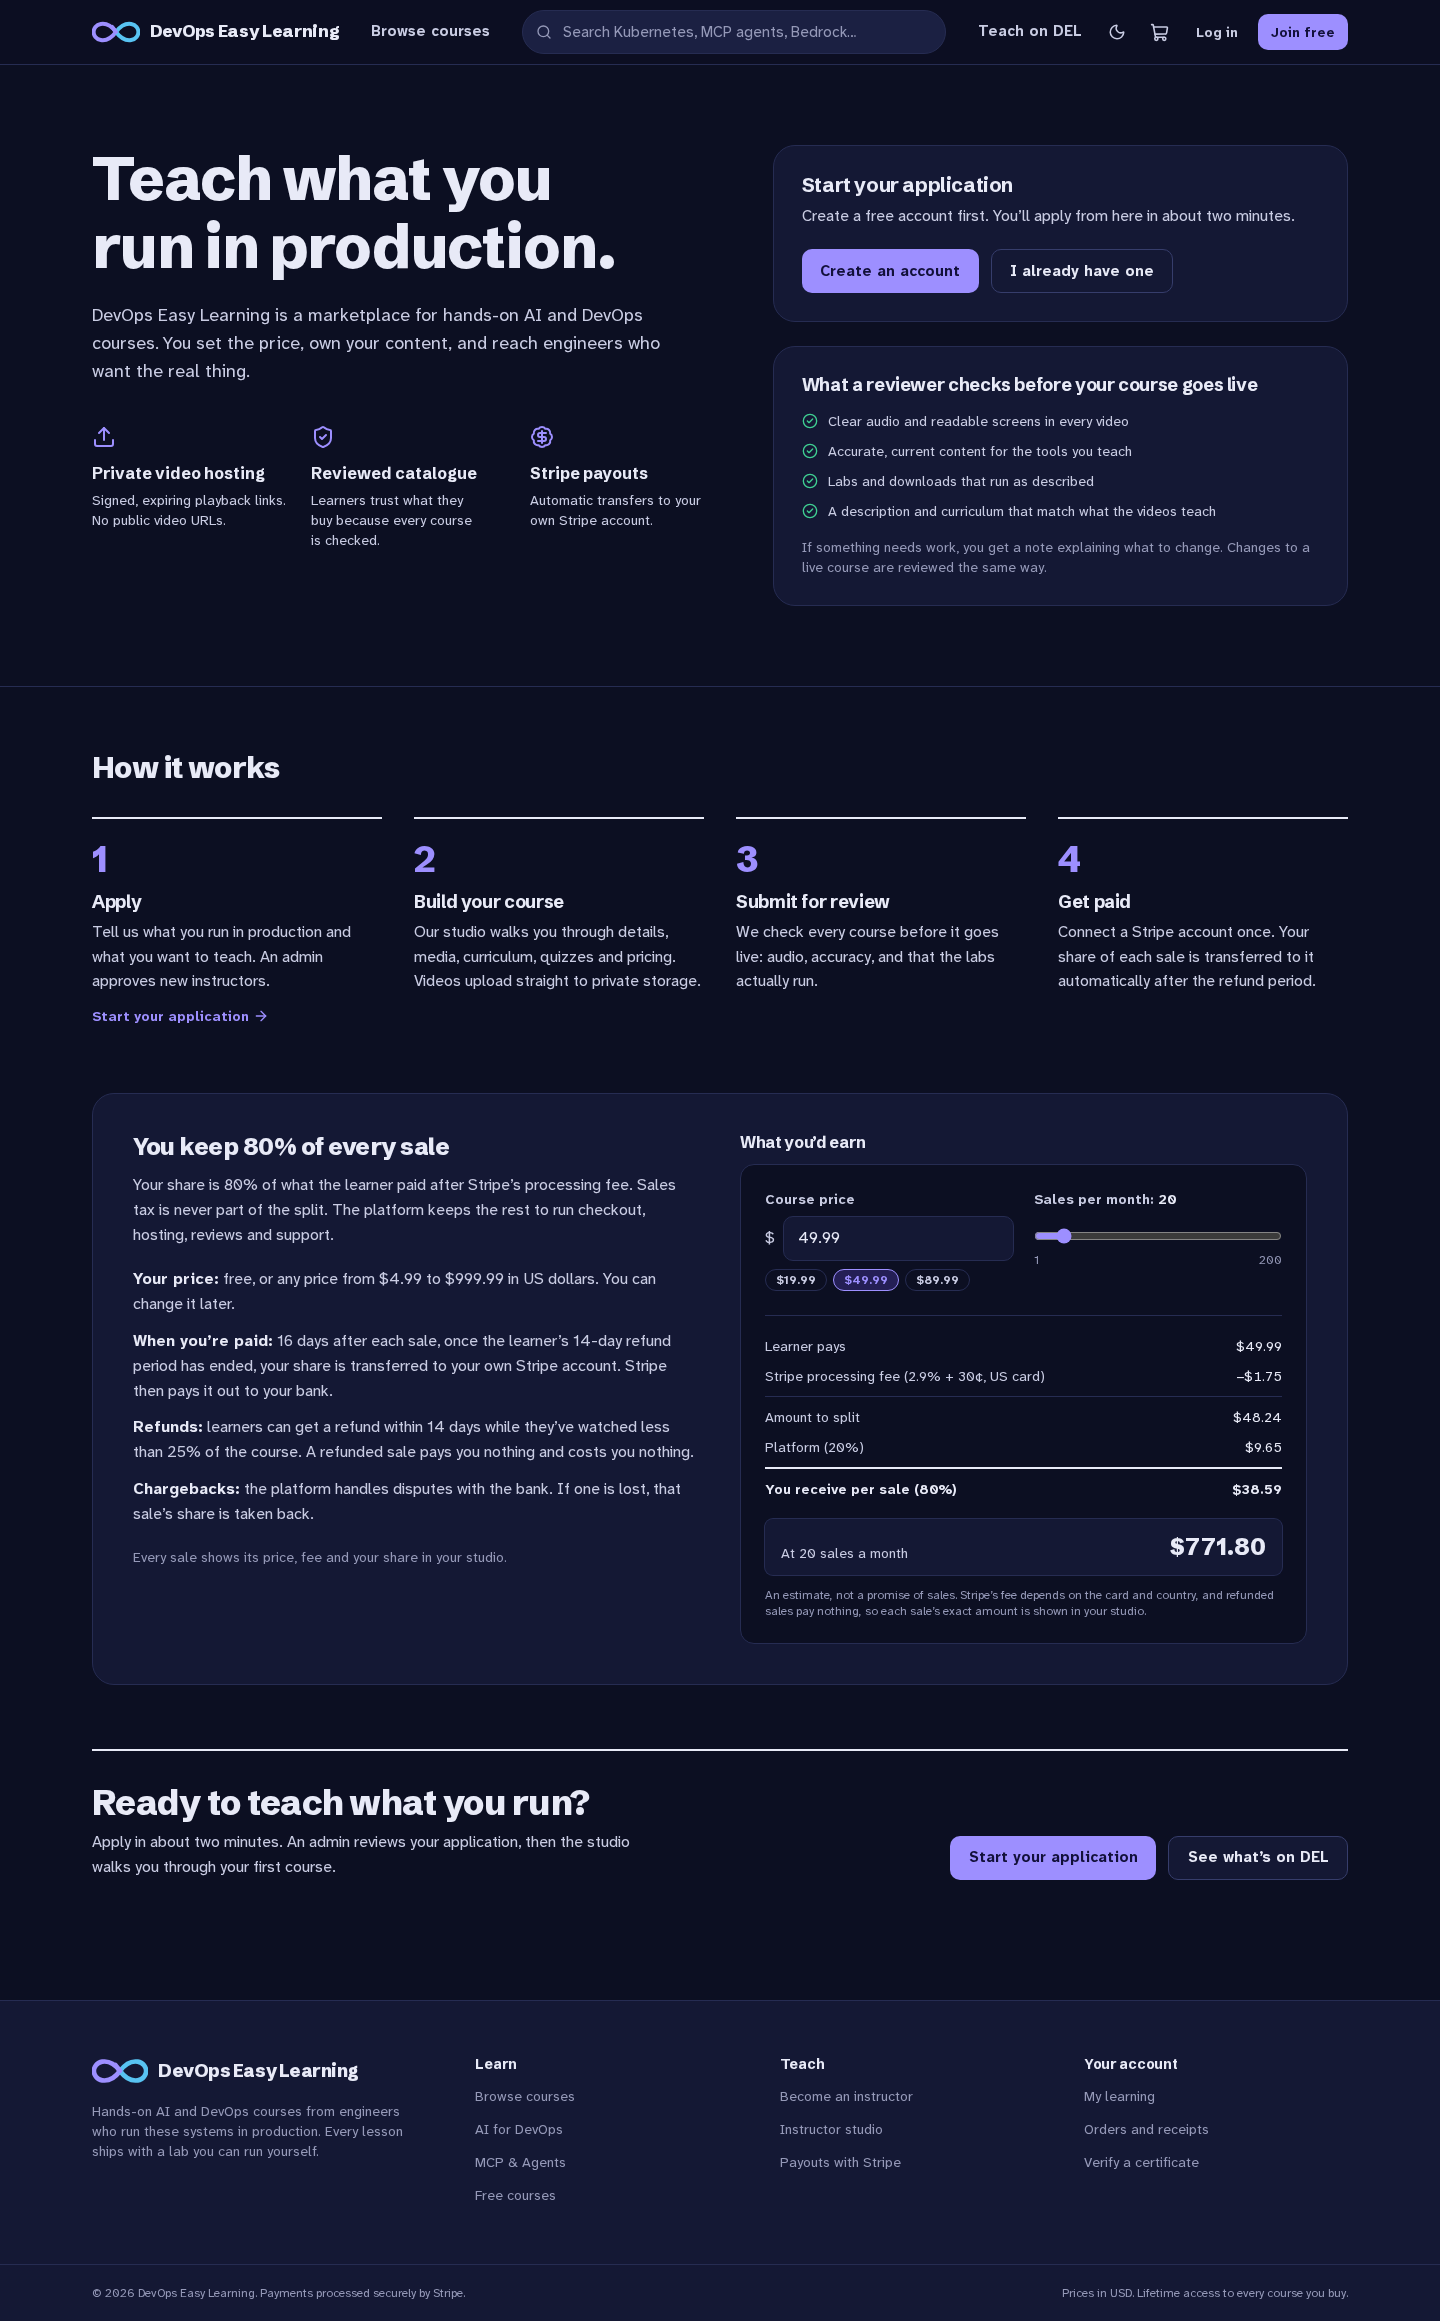 DevOps Easy Learning
Browse courses
Search Kubernetes, MCP agents, Bedrock...
Teach on DEL
Log in
Join free
Teach what you
run in production.
DevOps Easy Learning is a marketplace for hands-on AI and DevOps
courses. You set the price, own your content, and reach engineers who
want the real thing.
Private video hosting
Signed, expiring playback links.
No public video URLs.
Reviewed catalogue
Learners trust what they
buy because every course
is checked.
Stripe payouts
Automatic transfers to your
own Stripe account.
Start your application
Create a free account first. You’ll apply from here in about two minutes.
Create an account
I already have one
What a reviewer checks before your course goes live
Clear audio and readable screens in every video
Accurate, current content for the tools you teach
Labs and downloads that run as described
A description and curriculum that match what the videos teach
If something needs work, you get a note explaining what to change. Changes to a
live course are reviewed the same way.
How it works
1
Apply
Tell us what you run in production and
what you want to teach. An admin
approves new instructors.
Start your application →
2
Build your course
Our studio walks you through details,
media, curriculum, quizzes and pricing.
Videos upload straight to private storage.
3
Submit for review
We check every course before it goes
live: audio, accuracy, and that the labs
actually run.
4
Get paid
Connect a Stripe account once. Your
share of each sale is transferred to it
automatically after the refund period.
You keep 80% of every sale
Your share is 80% of what the learner paid after Stripe’s processing fee. Sales
tax is never part of the split. The platform keeps the rest to run checkout,
hosting, reviews and support.
Your price: free, or any price from $4.99 to $999.99 in US dollars. You can
change it later.
When you’re paid: 16 days after each sale, once the learner’s 14-day refund
period has ended, your share is transferred to your own Stripe account. Stripe
then pays it out to your bank.
Refunds: learners can get a refund within 14 days while they’ve watched less
than 25% of the course. A refunded sale pays you nothing and costs you nothing.
Chargebacks: the platform handles disputes with the bank. If one is lost, that
sale’s share is taken back.
Every sale shows its price, fee and your share in your studio.
What you’d earn
Course price
$ 49.99
$19.99 $49.99 $89.99
Sales per month: 20
1 200
Learner pays $49.99
Stripe processing fee (2.9% + 30¢, US card) −$1.75
Amount to split $48.24
Platform (20%) $9.65
You receive per sale (80%) $38.59
At 20 sales a month $771.80
An estimate, not a promise of sales. Stripe’s fee depends on the card and country, and refunded
sales pay nothing, so each sale’s exact amount is shown in your studio.
Ready to teach what you run?
Apply in about two minutes. An admin reviews your application, then the studio
walks you through your first course.
Start your application
See what’s on DEL
DevOps Easy Learning
Hands-on AI and DevOps courses from engineers
who run these systems in production. Every lesson
ships with a lab you can run yourself.
Learn
Browse courses
AI for DevOps
MCP & Agents
Free courses
Teach
Become an instructor
Instructor studio
Payouts with Stripe
Your account
My learning
Orders and receipts
Verify a certificate
© 2026 DevOps Easy Learning. Payments processed securely by Stripe.
Prices in USD. Lifetime access to every course you buy.